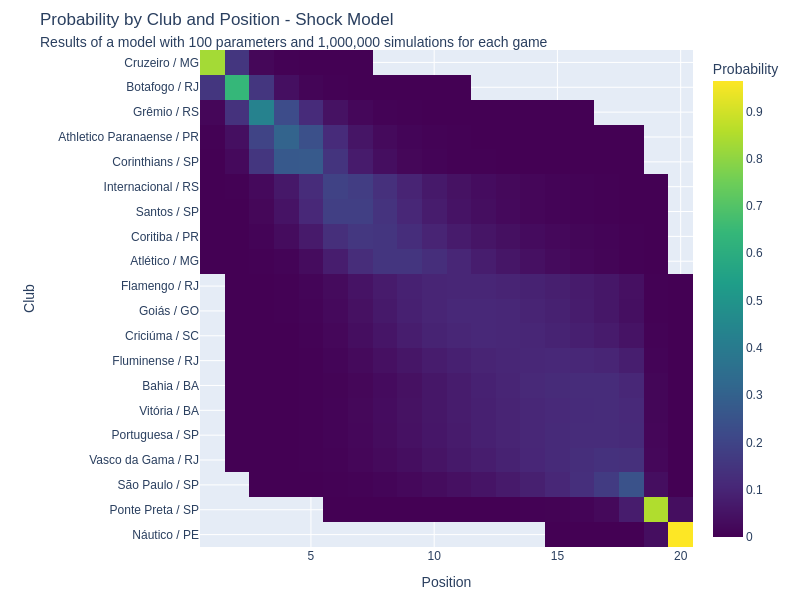 Probability by Club and Position - Shock Model
Results of a model with 100 parameters and 1,000,000 simulations for each game
Probability
Club
Cruzeiro / MG
Botafogo / RJ
Grêmio / RS
Athletico Paranaense / PR
Corinthians / SP
Internacional / RS
Santos / SP
Coritiba / PR
Atlético / MG
Flamengo / RJ
Goiás / GO
Criciúma / SC
Fluminense / RJ
Bahia / BA
Vitória / BA
Portuguesa / SP
Vasco da Gama / RJ
São Paulo / SP
Ponte Preta / SP
Náutico / PE
0.9
0.8
0.7
0.6
0.5
0.4
0.3
0.2
0.1
0
5 10 15 20
Position